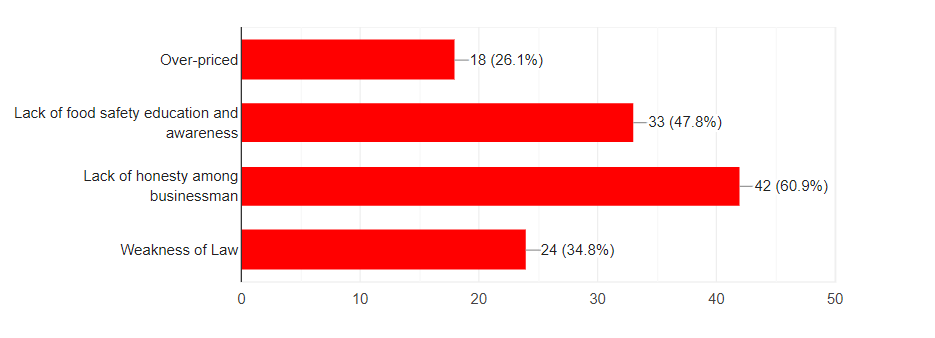 Over-priced
18 (26.1%)
Lack of food safety education and
awareness
33 (47.8%)
Lack of honesty among
businessman
42 (60.9%)
Weakness of Law
24 (34.8%)
0 10 20 30 40 50